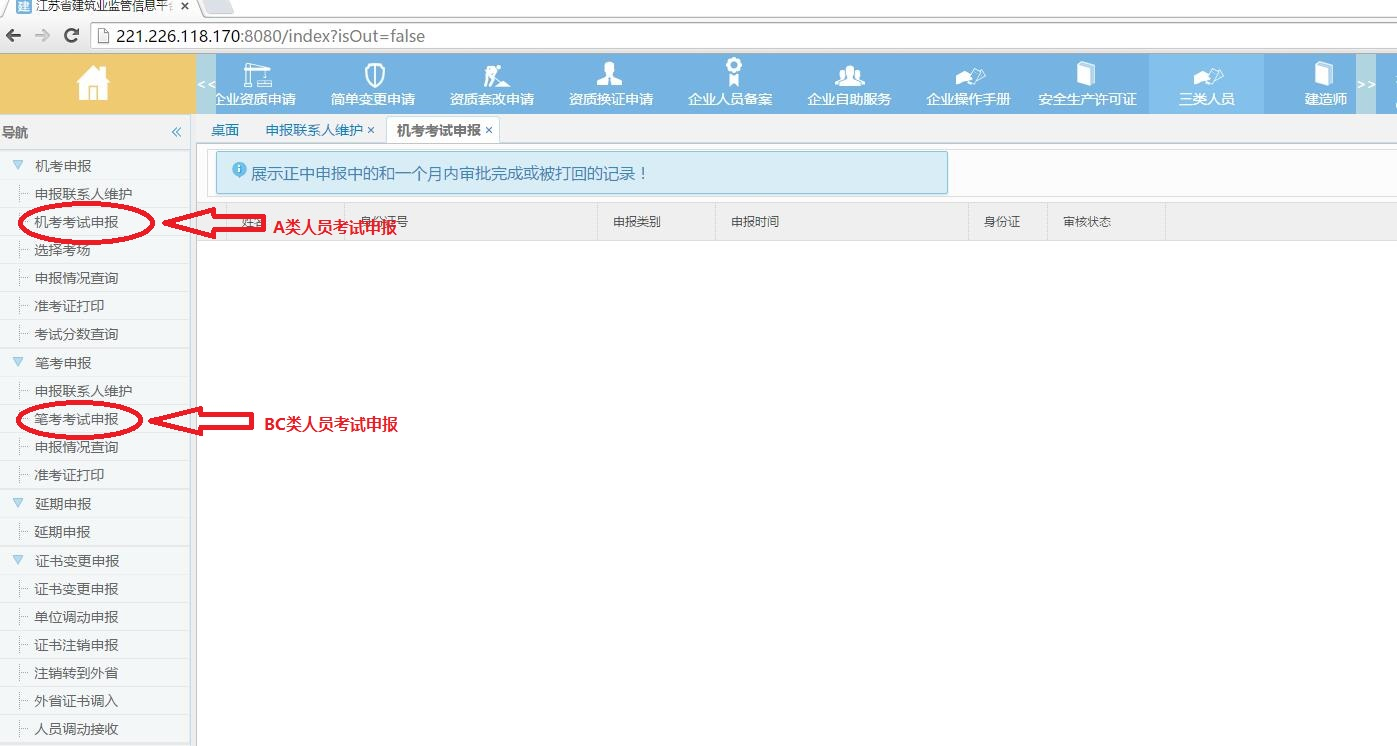 江苏省建筑业监管信息平台 ×
221.226.118.170:8080/index?isOut=false
<< 企业资质申请 简单变更申请 资质套改申请 资质换证申请 企业人员备案 企业自助服务 企业操作手册 安全生产许可证 三类人员 建造师 >>
导航 «
桌面 申报联系人维护 × 机考考试申报 ×
展示正中申报中的和一个月内审批完成或被打回的记录！
姓名 身份证号 申报类别 申报时间 身份证 审核状态
机考申报
申报联系人维护
机考考试申报
A类人员考试申报
选择考场
申报情况查询
准考证打印
考试分数查询
笔考申报
申报联系人维护
笔考考试申报
BC类人员考试申报
申报情况查询
准考证打印
延期申报
延期申报
证书变更申报
证书变更申报
单位调动申报
证书注销申报
注销转到外省
外省证书调入
人员调动接收